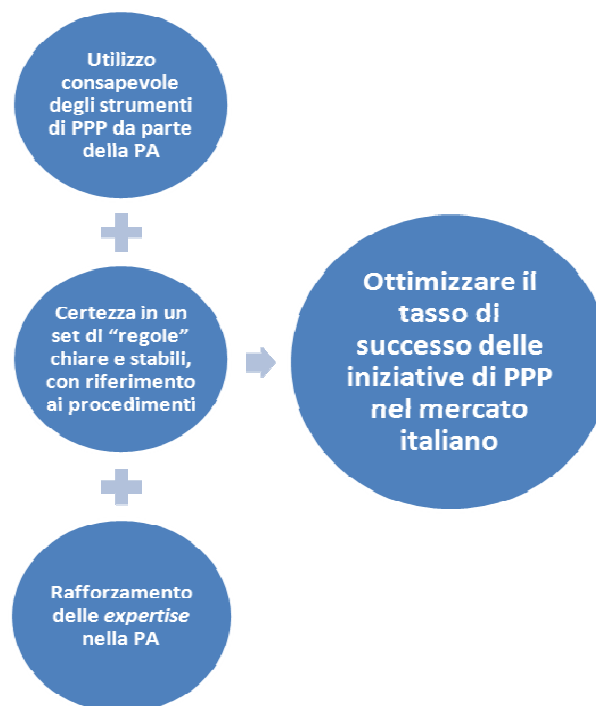 Utilizzo
consapevole
degli strumenti
di PPP da parte
della PA
Certezza in un
set di “regole”
chiare e stabili,
con riferimento
ai procedimenti
Rafforzamento
delle expertise
nella PA
Ottimizzare il
tasso di
successo delle
iniziative di PPP
nel mercato
italiano